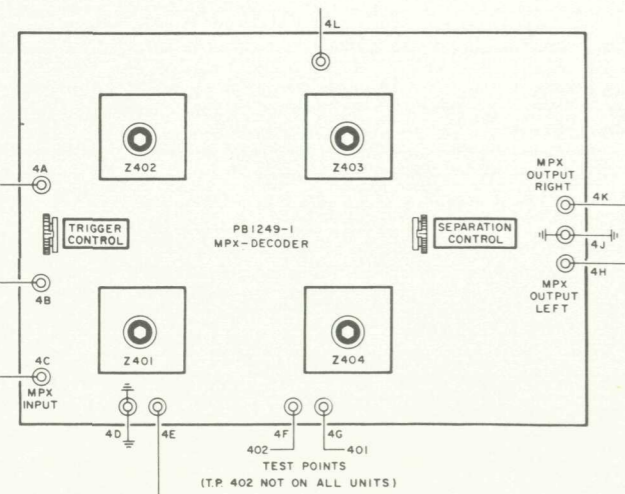 4L
Z402
Z403
4A
MPX
OUTPUT
RIGHT
4K
TRIGGER
CONTROL
PB1249-1
MPX-DECODER
SEPARATION
CONTROL
4J
4H
4B
MPX
OUTPUT
LEFT
Z401
Z404
4C
MPX
INPUT
4D
4E
4F
4G
402
401
TEST POINTS
(T.P. 402 NOT ON ALL UNITS)